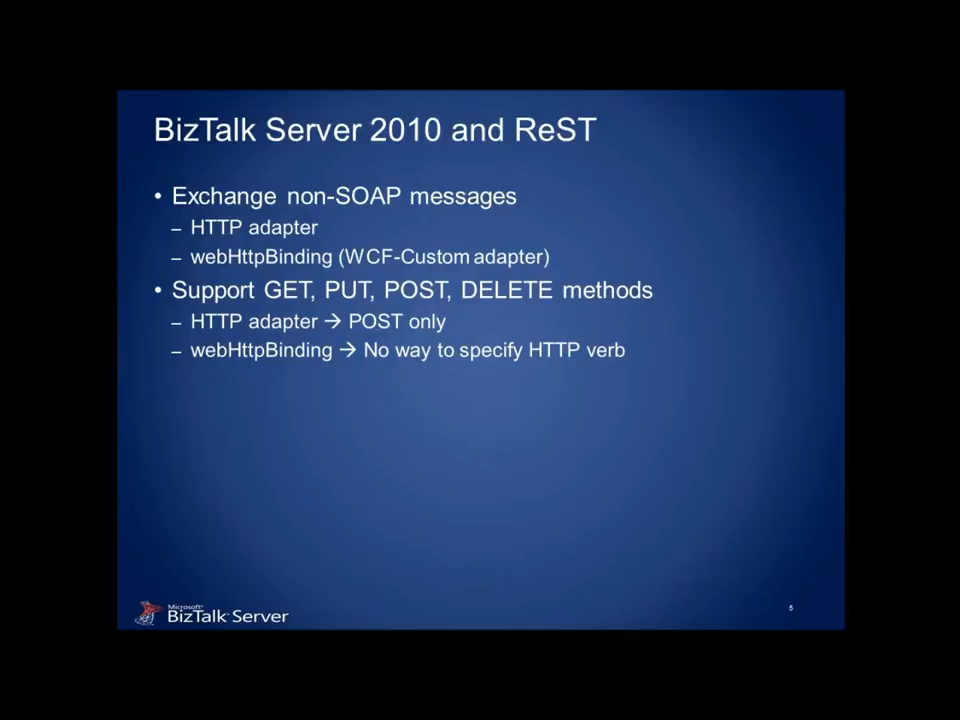 BizTalk Server 2010 and ReST
• Exchange non-SOAP messages
– HTTP adapter
– webHttpBinding (WCF-Custom adapter)
• Support GET, PUT, POST, DELETE methods
– HTTP adapter → POST only
– webHttpBinding → No way to specify HTTP verb
Microsoft®
BizTalk® Server
5